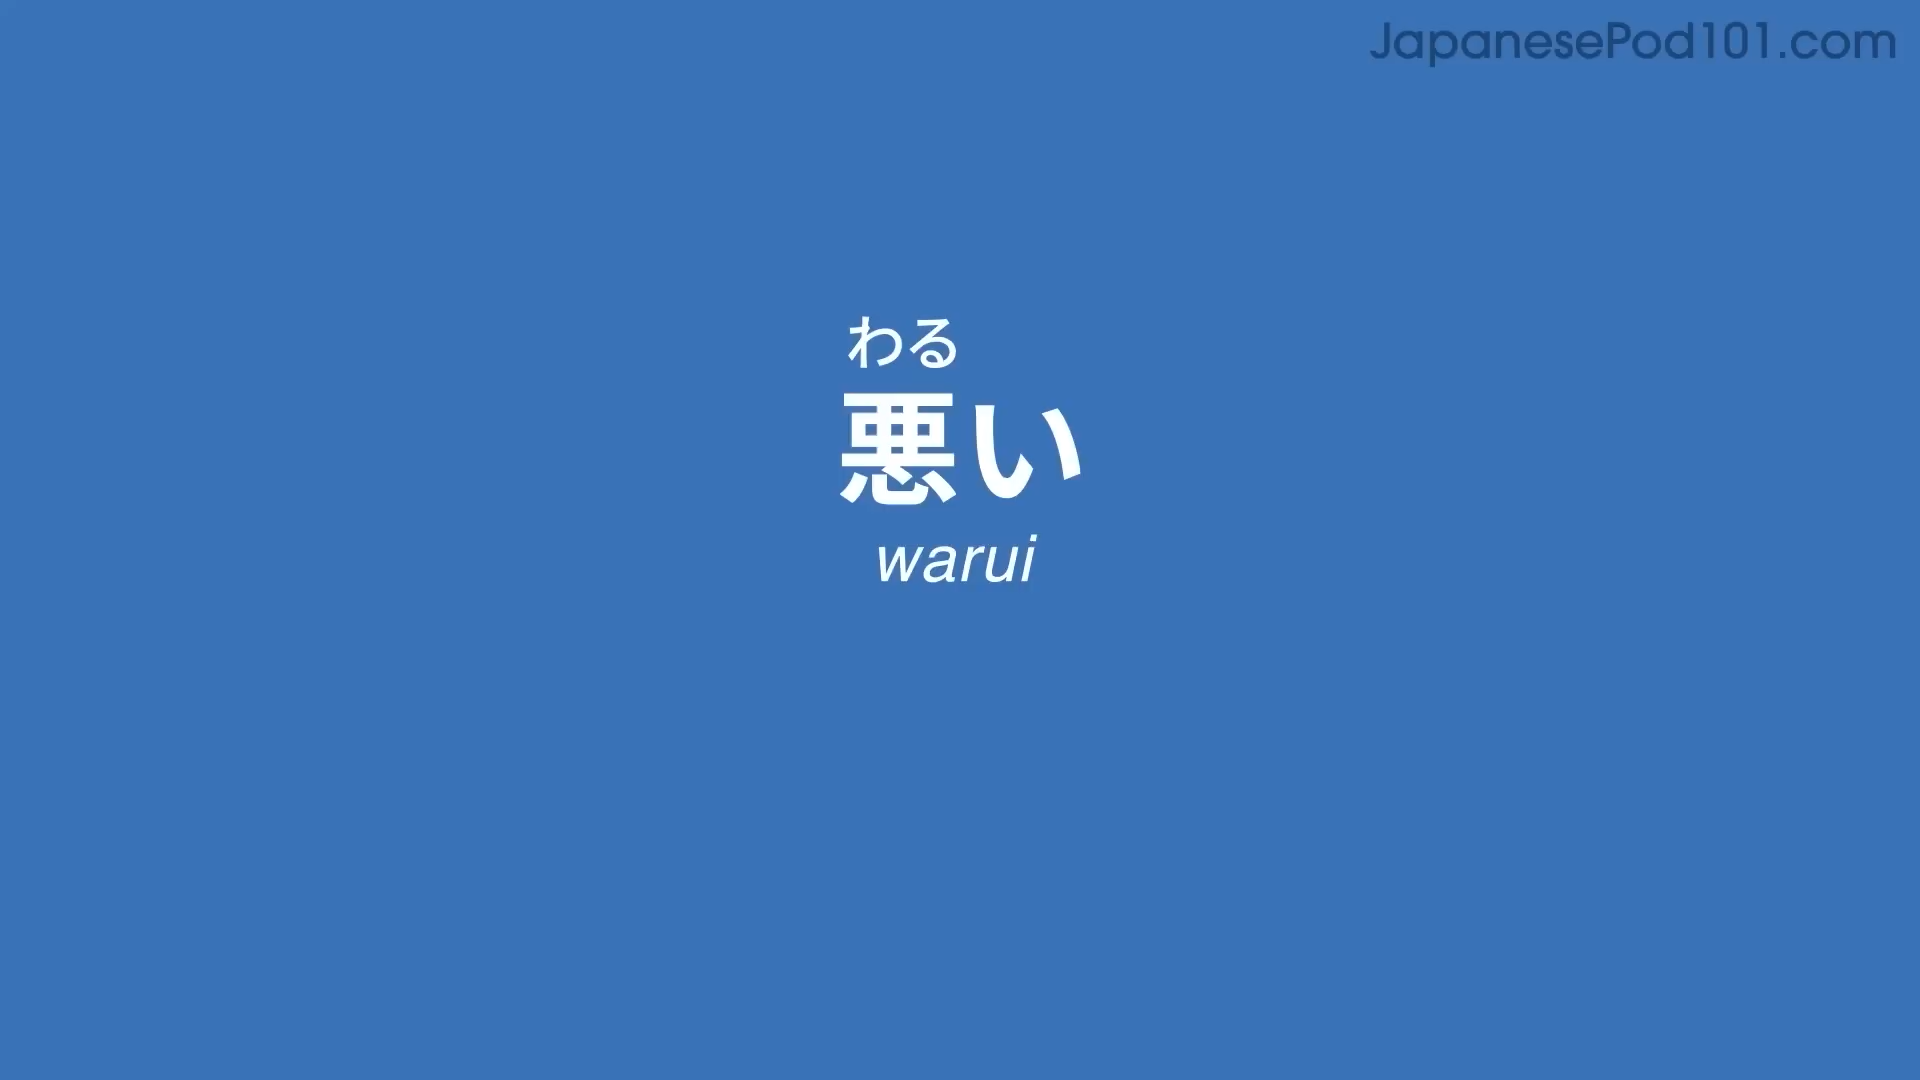 JapanesePod101.com
わる
悪い
warui